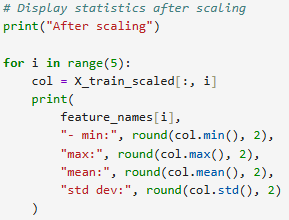 # Display statistics after scaling
print("After scaling")

for i in range(5):
    col = X_train_scaled[:, i]
    print(
        feature_names[i],
        "- min:", round(col.min(), 2),
        "max:", round(col.max(), 2),
        "mean:", round(col.mean(), 2),
        "std dev:", round(col.std(), 2)
    )